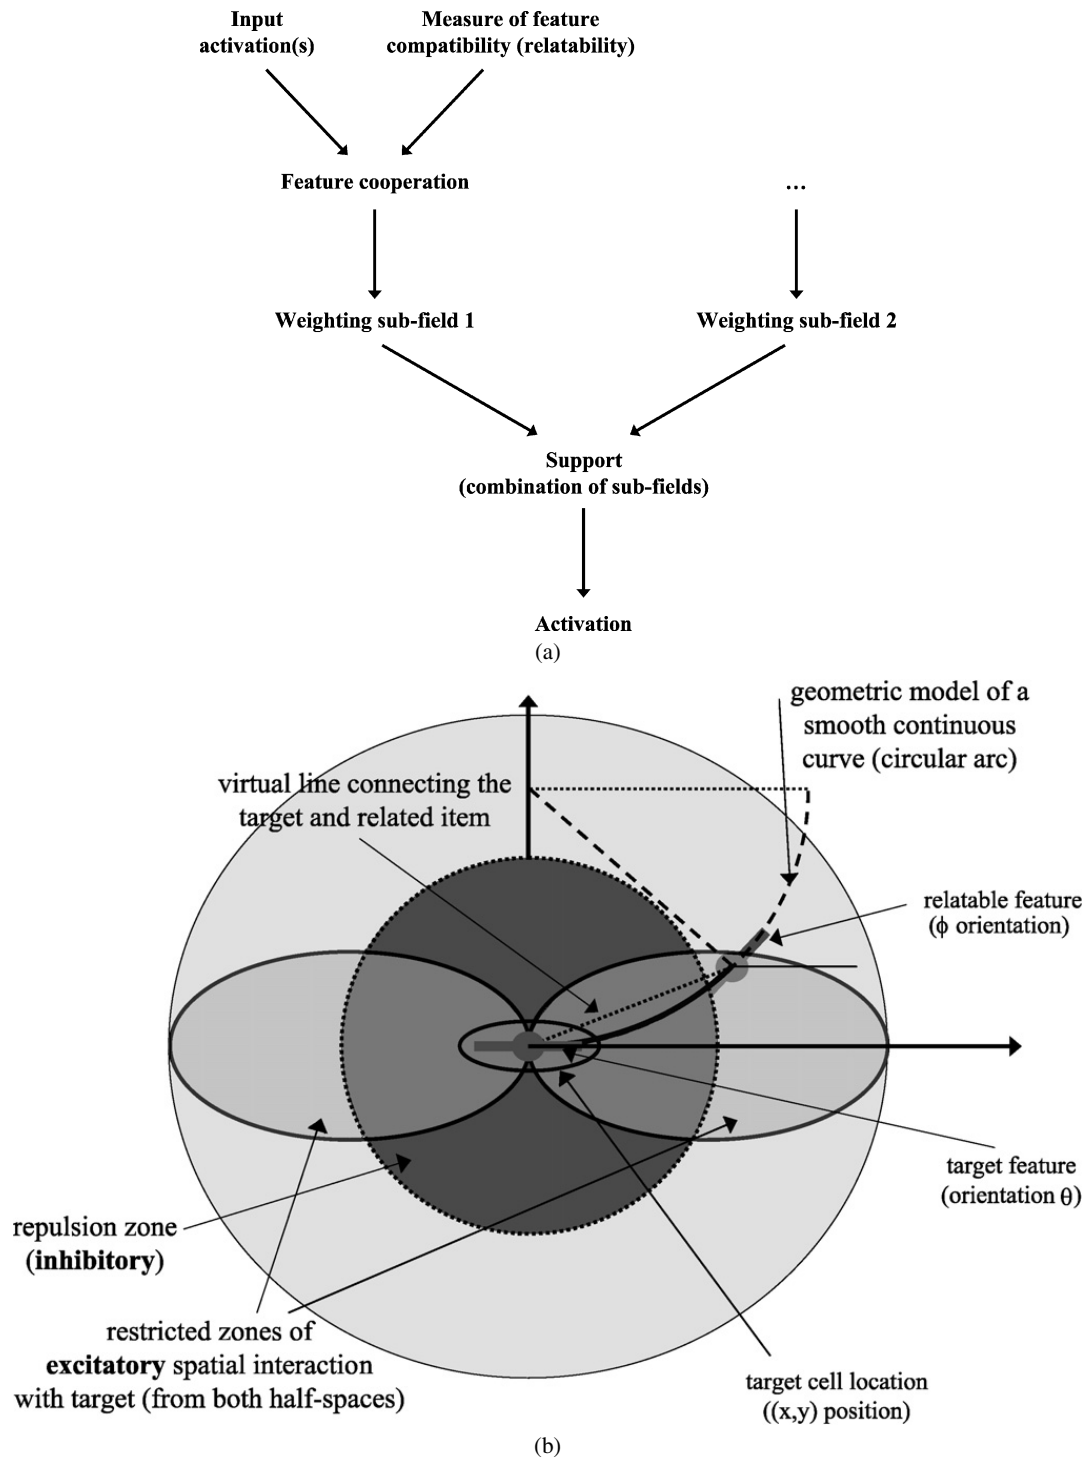 Input
activation(s)
Measure of feature
compatibility (relatability)
Feature cooperation
...
Weighting sub-field 1
Weighting sub-field 2
Support
(combination of sub-fields)
Activation
(a)
geometric model of a
smooth continuous
curve (circular arc)
virtual line connecting the
target and related item
relatable feature
(ϕ orientation)
target feature
(orientation θ)
repulsion zone
(inhibitory)
restricted zones of
excitatory spatial interaction
with target (from both half-spaces)
target cell location
((x,y) position)
(b)